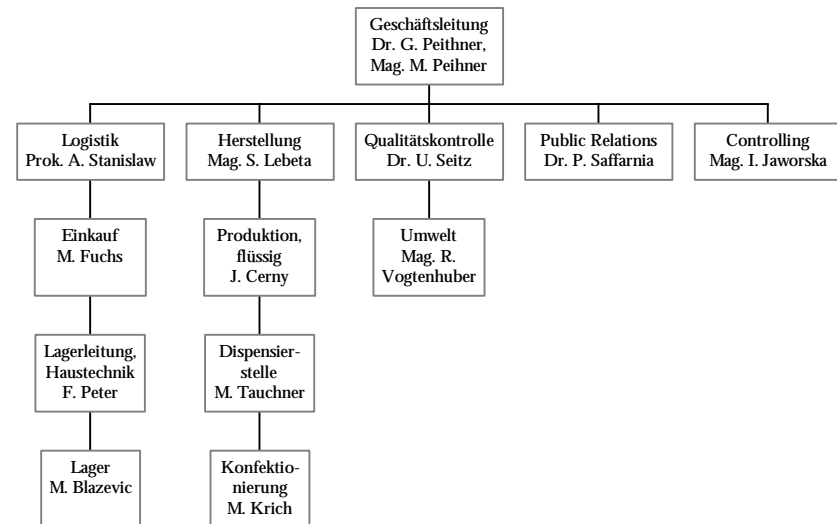 Geschäftsleitung
Dr. G. Peithner,
Mag. M. Peihner
Logistik
Prok. A. Stanislaw
Herstellung
Mag. S. Lebeta
Qualitätskontrolle
Dr. U. Seitz
Public Relations
Dr. P. Saffarnia
Controlling
Mag. I. Jaworska
Einkauf
M. Fuchs
Produktion,
flüssig
J. Cerny
Umwelt
Mag. R.
Vogtenhuber
Lagerleitung,
Haustechnik
F. Peter
Dispensier-
stelle
M. Tauchner
Lager
M. Blazevic
Konfektio-
nierung
M. Krich